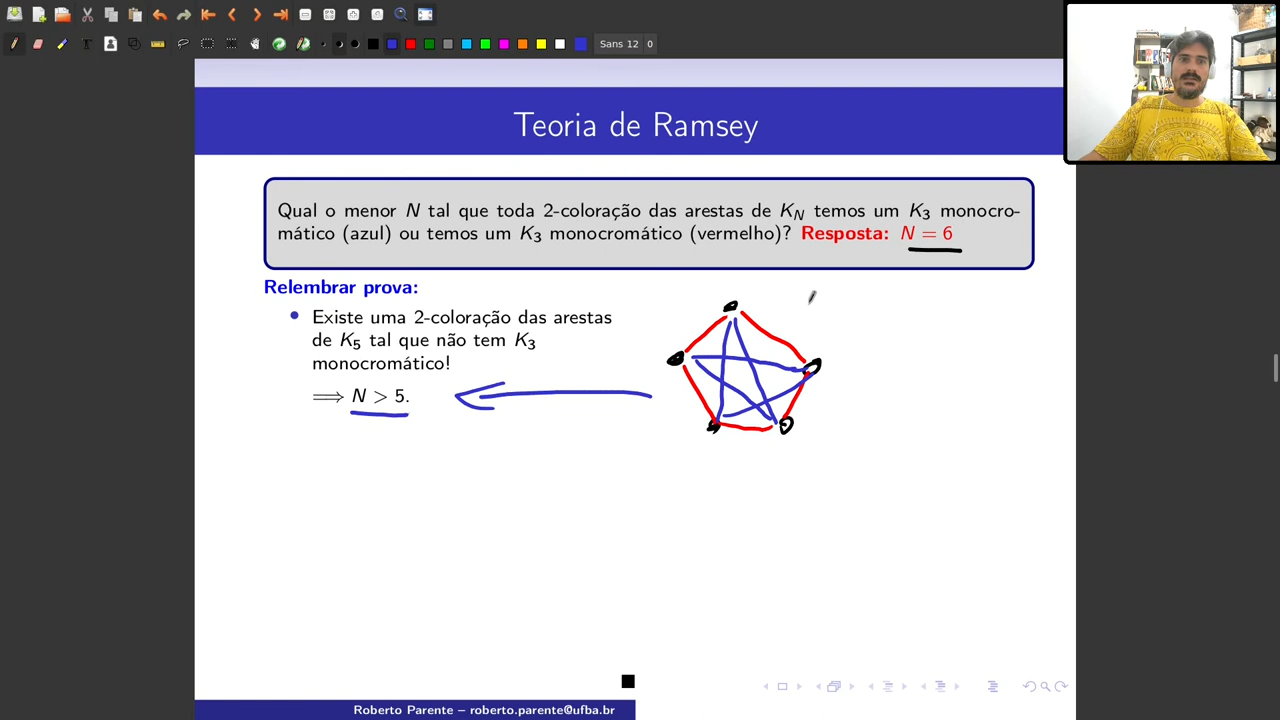 Sans 12 0
Teoria de Ramsey
Qual o menor N tal que toda 2-coloração das arestas de K_N temos um K_3 monocro-
mático (azul) ou temos um K_3 monocromático (vermelho)? Resposta: N = 6
Relembrar prova:
• Existe uma 2-coloração das arestas
de K_5 tal que não tem K_3
monocromático!
⟹ N > 5.
Roberto Parente – roberto.parente@ufba.br